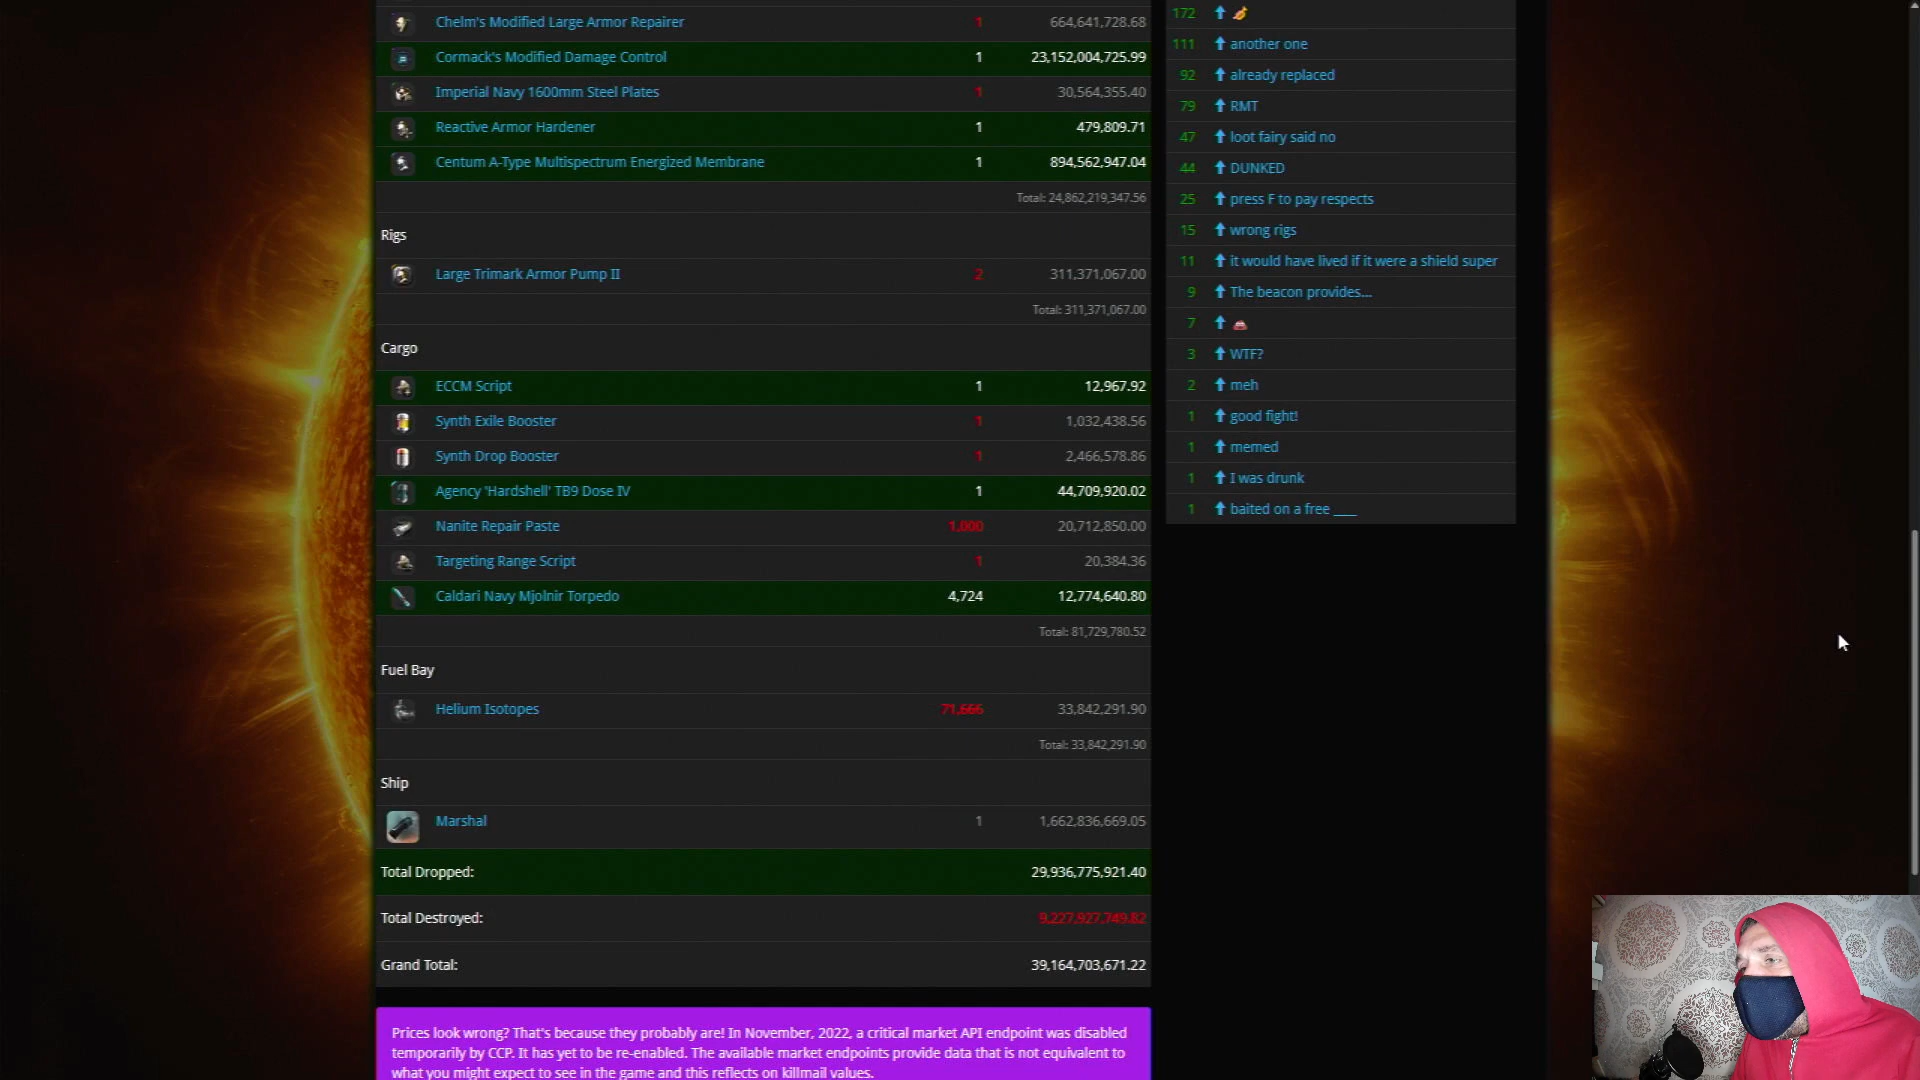 Chelm's Modified Large Armor Repairer 1 664,641,728.68
Cormack's Modified Damage Control 1 23,152,004,725.99
Imperial Navy 1600mm Steel Plates 1 30,564,355.40
Reactive Armor Hardener 1 479,809.71
Centum A-Type Multispectrum Energized Membrane 1 894,562,947.04
Total: 24,862,219,347.56
Rigs
Large Trimark Armor Pump II 2 311,371,067.00
Total: 311,371,067.00
Cargo
ECCM Script 1 12,967.92
Synth Exile Booster 1 1,032,438.56
Synth Drop Booster 1 2,466,578.86
Agency 'Hardshell' TB9 Dose IV 1 44,709,920.02
Nanite Repair Paste 1,000 20,712,850.00
Targeting Range Script 1 20,384.36
Caldari Navy Mjolnir Torpedo 4,724 12,774,640.80
Total: 81,729,780.52
Fuel Bay
Helium Isotopes 71,666 33,842,291.90
Total: 33,842,291.90
Ship
Marshal 1 1,662,836,669.05
Total Dropped: 29,936,775,921.40
Total Destroyed: 9,227,927,749.82
Grand Total: 39,164,703,671.22
Prices look wrong? That's because they probably are! In November, 2022, a critical market API endpoint was disabled
temporarily by CCP. It has yet to be re-enabled. The available market endpoints provide data that is not equivalent to
what you might expect to see in the game and this reflects on killmail values.
172
111 another one
92 already replaced
79 RMT
47 loot fairy said no
44 DUNKED
25 press F to pay respects
15 wrong rigs
11 it would have lived if it were a shield super
9 The beacon provides...
7
3 WTF?
2 meh
1 good fight!
1 memed
1 I was drunk
1 baited on a free ____